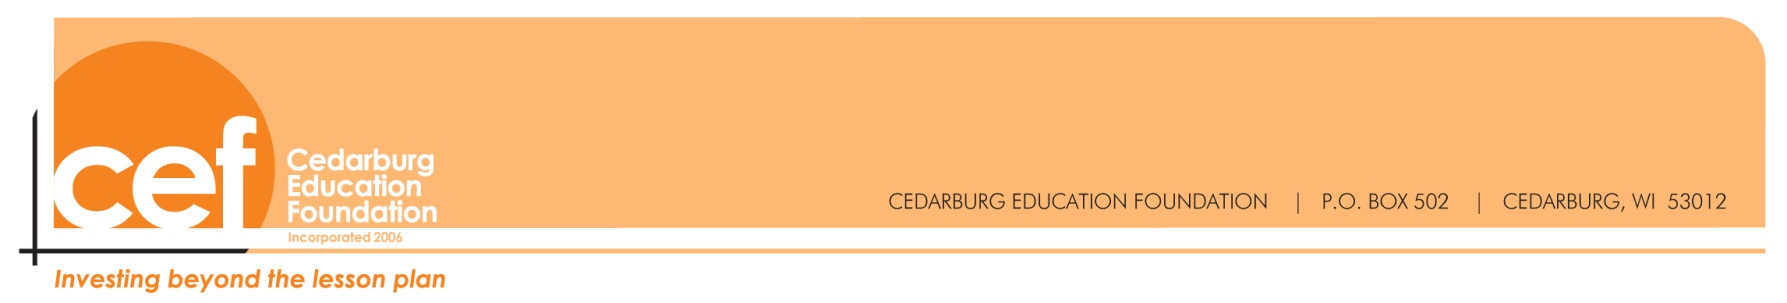 cef
Cedarburg
Education
Foundation
Incorporated 2006
CEDARBURG EDUCATION FOUNDATION | P.O. BOX 502 | CEDARBURG, WI 53012
Investing beyond the lesson plan